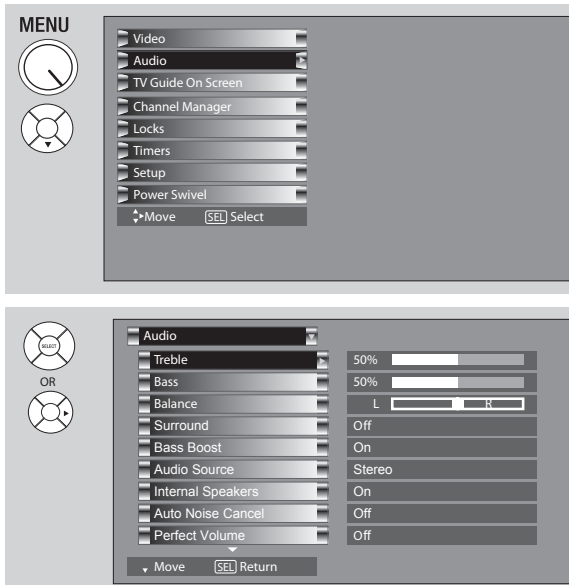 MENU
Video
Audio
TV Guide On Screen
Channel Manager
Locks
Timers
Setup
Power Swivel
Move SEL Select
SELECT
OR
Audio
Treble 50%
Bass 50%
Balance L R
Surround Off
Bass Boost On
Audio Source Stereo
Internal Speakers On
Auto Noise Cancel Off
Perfect Volume Off
Move SEL Return